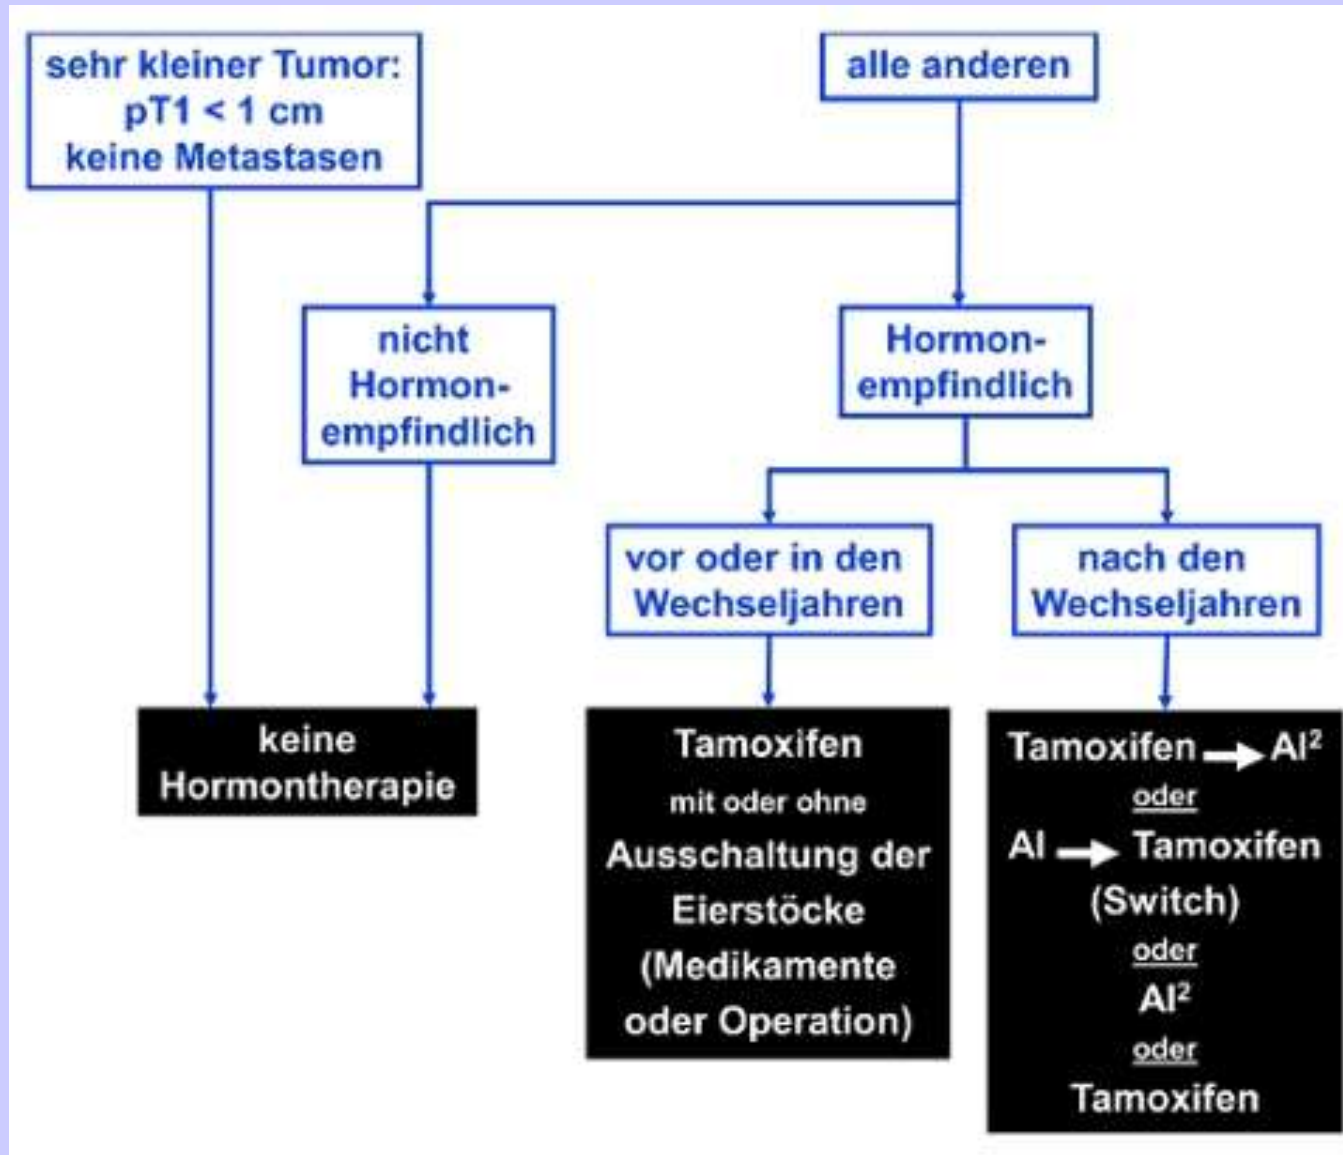 sehr kleiner Tumor:
pT1 < 1 cm
keine Metastasen
alle anderen
nicht
Hormon-
empfindlich
Hormon-
empfindlich
vor oder in den
Wechseljahren
nach den
Wechseljahren
keine
Hormontherapie
Tamoxifen
mit oder ohne
Ausschaltung der
Eierstöcke
(Medikamente
oder Operation)
Tamoxifen → AI²
oder
AI → Tamoxifen
(Switch)
oder
AI²
oder
Tamoxifen